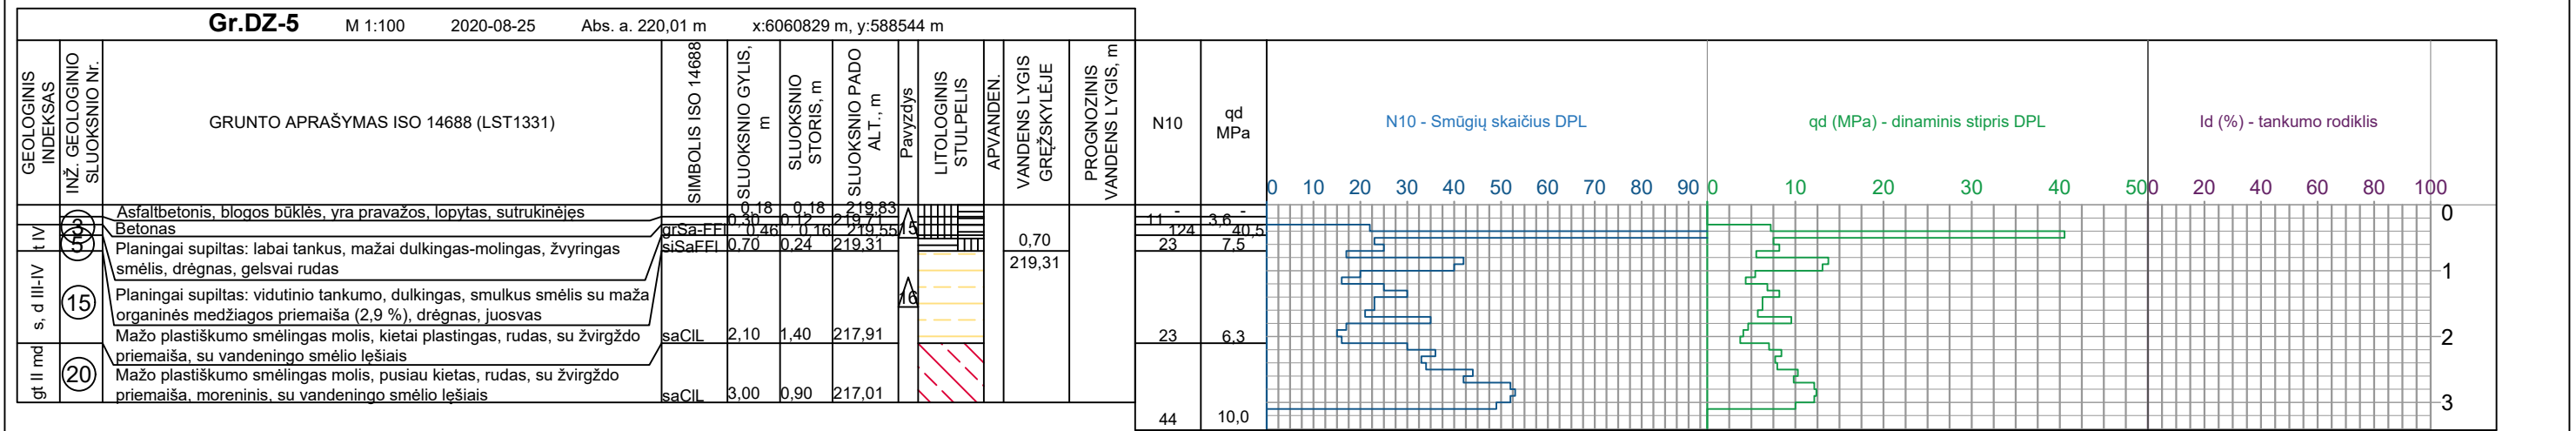 Gr.DZ-5 M 1:100 2020-08-25 Abs. a. 220,01 m x:6060829 m, y:588544 m
GEOLOGINIS
INDEKSAS
INŽ. GEOLOGINIO
SLUOKSNIO Nr.
GRUNTO APRAŠYMAS ISO 14688 (LST1331)
SIMBOLIS ISO 14688
SLUOKSNIO GYLIS,
m
SLUOKSNIO
STORIS, m
SLUOKSNIO PADO
ALT., m
Pavyzdys
LITOLOGINIS
STULPELIS
APVANDEN.
VANDENS LYGIS
GRĘŽSKYLĖJE
PROGNOZINIS
VANDENS LYGIS, m
N10
qd
MPa
N10 - Smūgių skaičius DPL
qd (MPa) - dinaminis stipris DPL
Id (%) - tankumo rodiklis
0 10 20 30 40 50 60 70 80 90
0 10 20 30 40 50
0 20 40 60 80 100
Asfaltbetonis, blogos būklės, yra pravažos, lopytas, sutrukinėjęs
0,18 0,18 219,83
- -
0
t IV
3
Betonas
0,30 0,12 219,71
11 3,6
grSa-FFl 0,46 0,16 219,55
15
124 40,5
5
Planingai supiltas: labai tankus, mažai dulkingas-molingas, žvyringas
smėlis, drėgnas, gelsvai rudas
siSaFFl 0,70 0,24 219,31
0,70
219,31
23 7,5
1
s, d III-IV
15
Planingai supiltas: vidutinio tankumo, dulkingas, smulkus smėlis su maža
organinės medžiagos priemaiša (2,9 %), drėgnas, juosvas
16
Mažo plastiškumo smėlingas molis, kietai plastingas, rudas, su žvirgždo
priemaiša, su vandeningo smėlio lęšiais
saClL 2,10 1,40 217,91
23 6,3
2
gt II md
20
Mažo plastiškumo smėlingas molis, pusiau kietas, rudas, su žvirgždo
priemaiša, moreninis, su vandeningo smėlio lęšiais
saClL 3,00 0,90 217,01
44 10,0
3